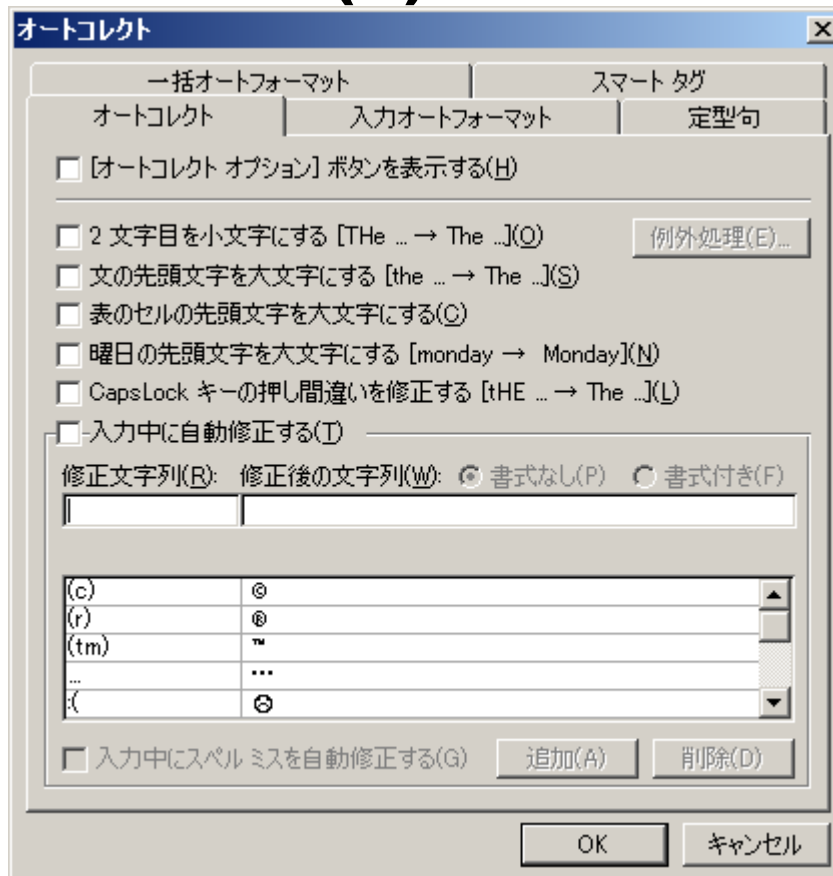 オートコレクト
一括オートフォーマット
スマート タグ
オートコレクト
入力オートフォーマット
定型句
[オートコレクト オプション] ボタンを表示する(H)
2 文字目を小文字にする [THe ... → The ...](O)
例外処理(E)...
文の先頭文字を大文字にする [the ... → The ...](S)
表のセルの先頭文字を大文字にする(C)
曜日の先頭文字を大文字にする [monday → Monday](N)
CapsLock キーの押し間違いを修正する [tHE ... → The ...](L)
入力中に自動修正する(T)
修正文字列(R): 修正後の文字列(W): 書式なし(P) 書式付き(F)
(c) ©
(r) ®
(tm) ™
... …
:( ☹
入力中にスペル ミスを自動修正する(G) 追加(A) 削除(D)
OK キャンセル